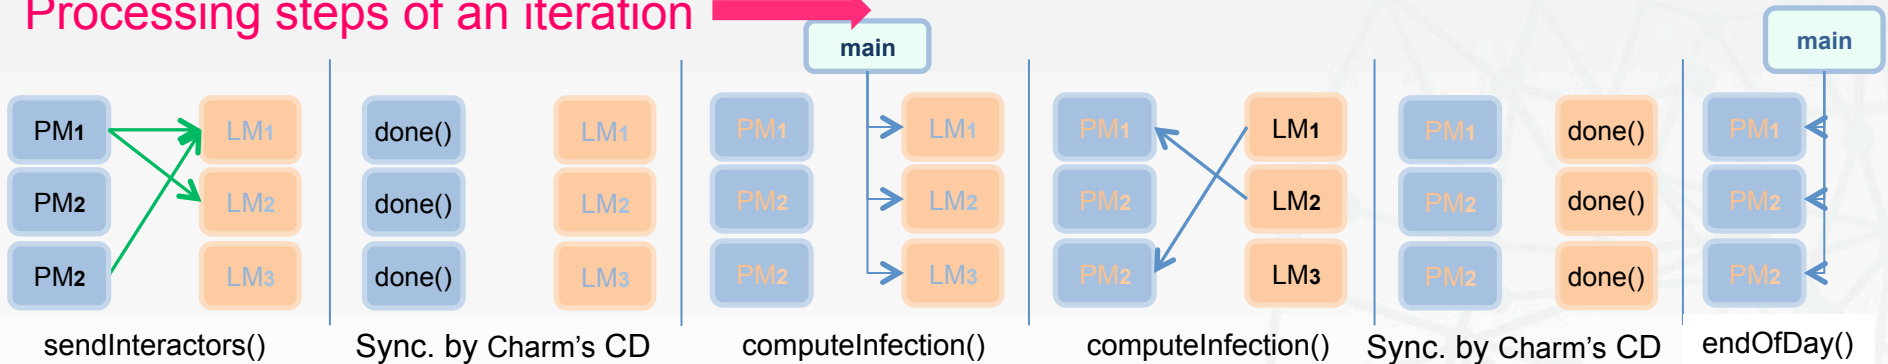 Processing steps of an iteration
main
main
PM1
LM1
done()
LM1
PM1
LM1
PM1
LM1
PM1
done()
PM1
PM2
LM2
done()
LM2
PM2
LM2
PM2
LM2
PM2
done()
PM2
PM2
LM3
done()
LM3
PM2
LM3
PM2
LM3
PM2
done()
PM2
sendInteractors()
Sync. by Charm's CD
computeInfection()
computeInfection()
Sync. by Charm's CD
endOfDay()